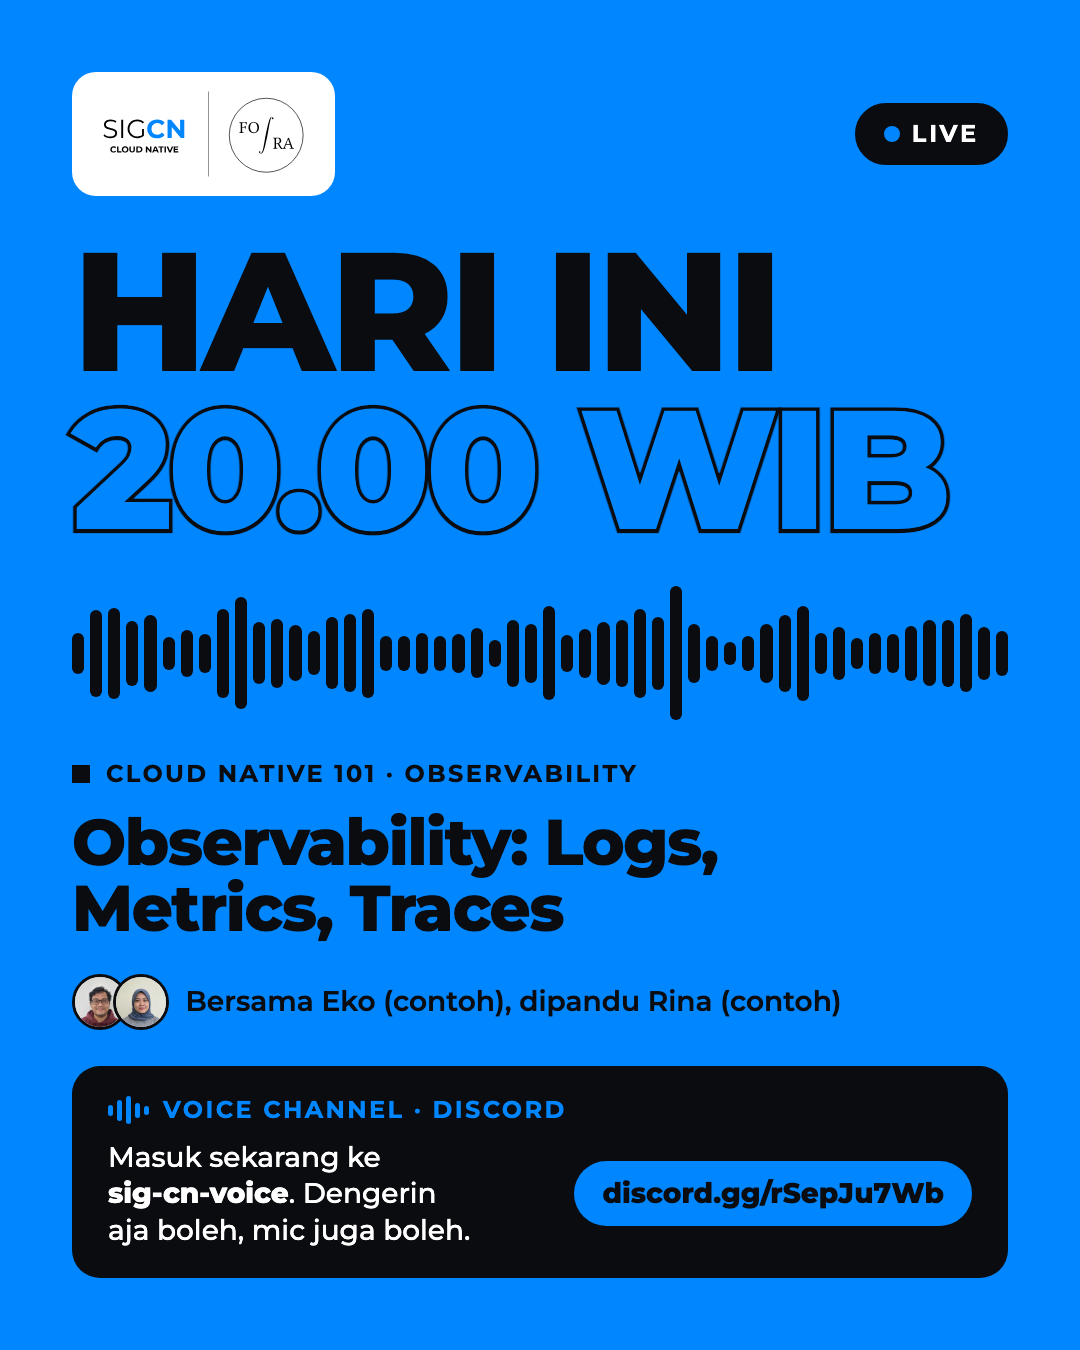 SIGCN
CLOUD NATIVE
FO
RA
LIVE
HARI INI
20.00 WIB
CLOUD NATIVE 101 · OBSERVABILITY
Observability: Logs,
Metrics, Traces
Bersama Eko (contoh), dipandu Rina (contoh)
VOICE CHANNEL · DISCORD
Masuk sekarang ke
sig-cn-voice. Dengerin
aja boleh, mic juga boleh.
discord.gg/rSepJu7Wb